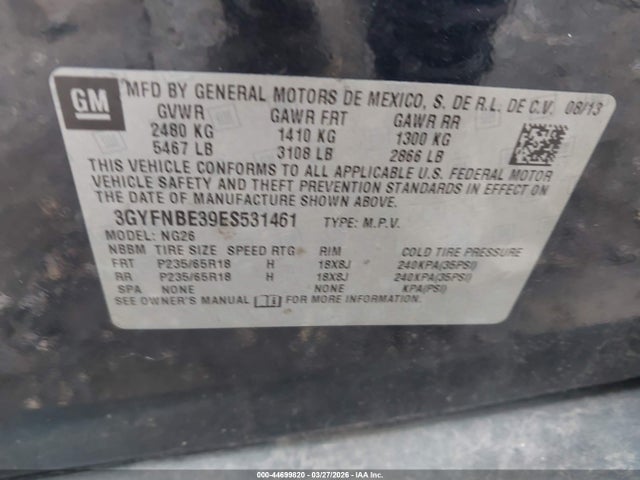 GM
MFD BY GENERAL MOTORS DE MEXICO, S. DE R.L. DE C.V. 08/13
GVWR GAWR FRT GAWR RR
2480 KG 1410 KG 1300 KG
5467 LB 3108 LB 2866 LB
THIS VEHICLE CONFORMS TO ALL APPLICABLE U.S. FEDERAL MOTOR
VEHICLE SAFETY AND THEFT PREVENTION STANDARDS IN EFFECT ON
THE DATE OF MANUFACTURE SHOWN ABOVE.
3GYFNBE39ES531461 TYPE: M.P.V.
MODEL: NG26
NBBM TIRE SIZE SPEED RTG RIM COLD TIRE PRESSURE
FRT P235/65R18 H 18X8J 240KPA(35PSI)
RR P235/65R18 H 18X8J 240KPA(35PSI)
SPA NONE NONE KPA(PSI)
SEE OWNER'S MANUAL FOR MORE INFORMATION.
000-44699820 - 03/27/2026 - IAA Inc.